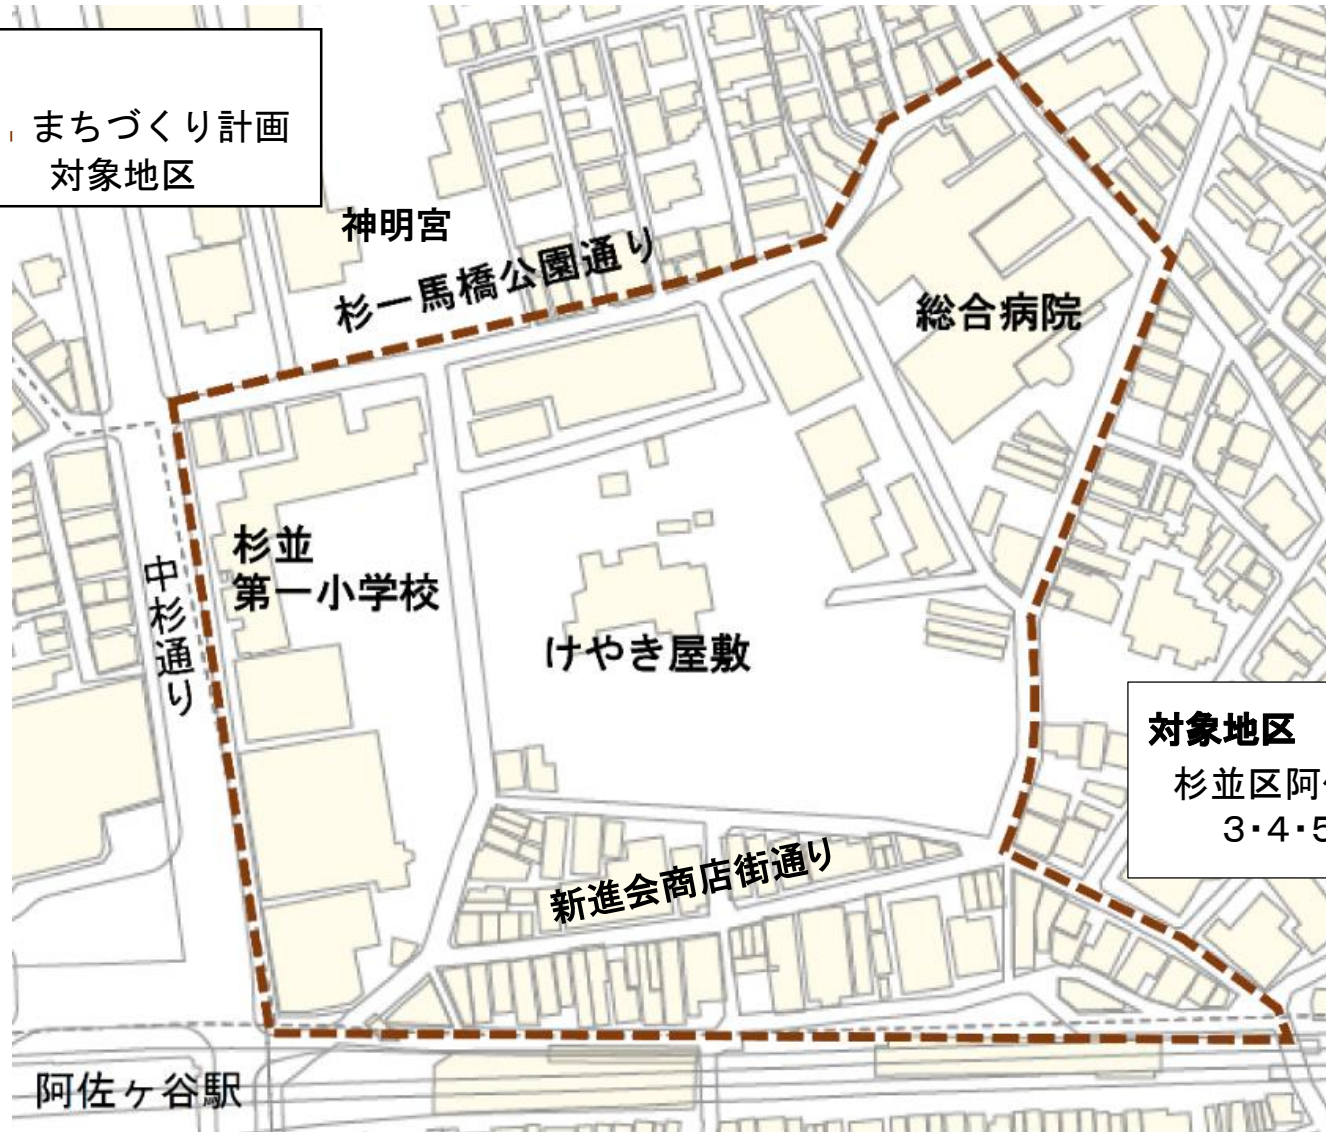 まちづくり計画
対象地区
神明宮
杉一馬橋公園通り
総合病院
杉並
第一小学校
中杉通り
けやき屋敷
対象地区
杉並区阿
3・4・5
新進会商店街通り
阿佐ヶ谷駅